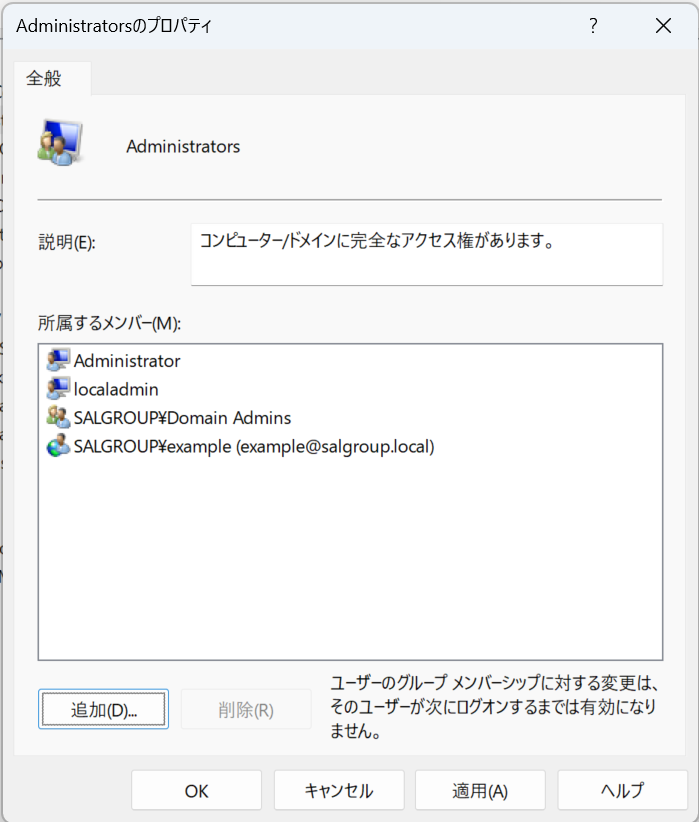 Administratorsのプロパティ
?
全般
Administrators
説明(E):
コンピューター/ドメインに完全なアクセス権があります。
所属するメンバー(M):
Administrator
localadmin
SALGROUP¥Domain Admins
SALGROUP¥example (example@salgroup.local)
追加(D)...
削除(R)
ユーザーのグループ メンバーシップに対する変更は、
そのユーザーが次にログオンするまでは有効になり
ません。
OK
キャンセル
適用(A)
ヘルプ